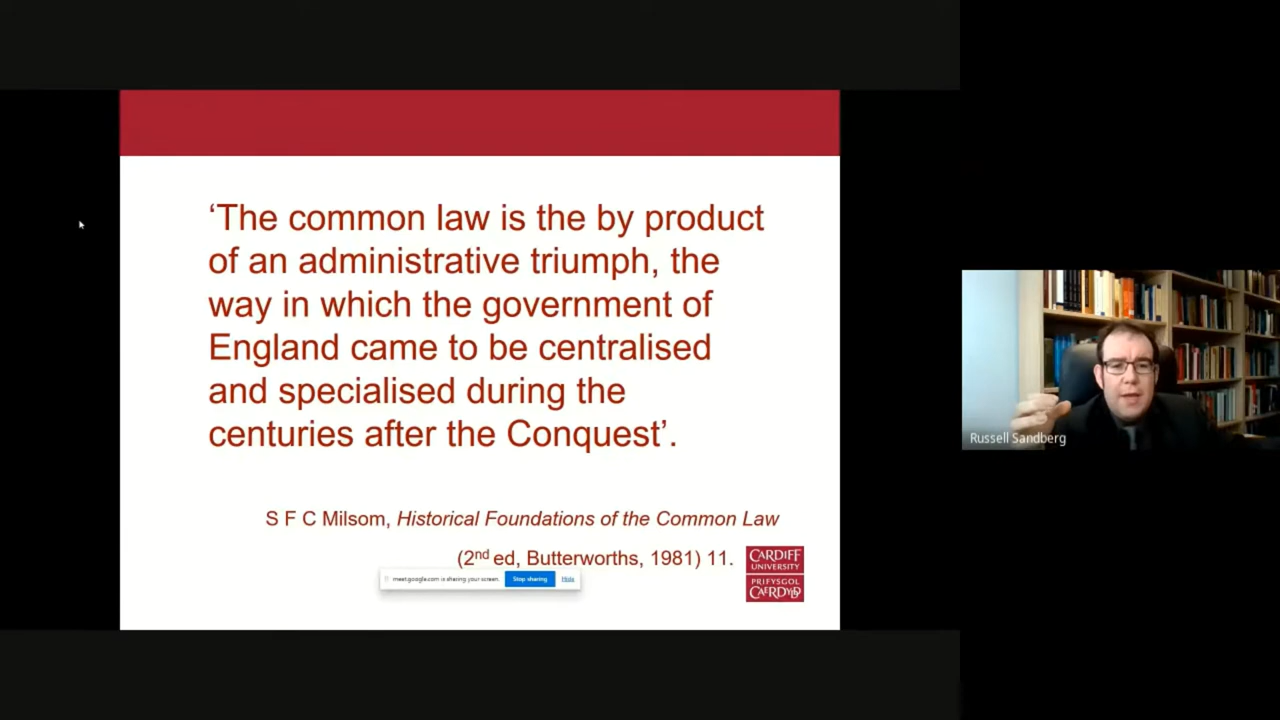 ‘The common law is the by product
of an administrative triumph, the
way in which the government of
England came to be centralised
and specialised during the
centuries after the Conquest’.
S F C Milsom, Historical Foundations of the Common Law
(2nd ed, Butterworths, 1981) 11.
CARDIFF
UNIVERSITY
PRIFYSGOL
CAERDYDD
meet.google.com is sharing your screen. Stop sharing Hide
Russell Sandberg